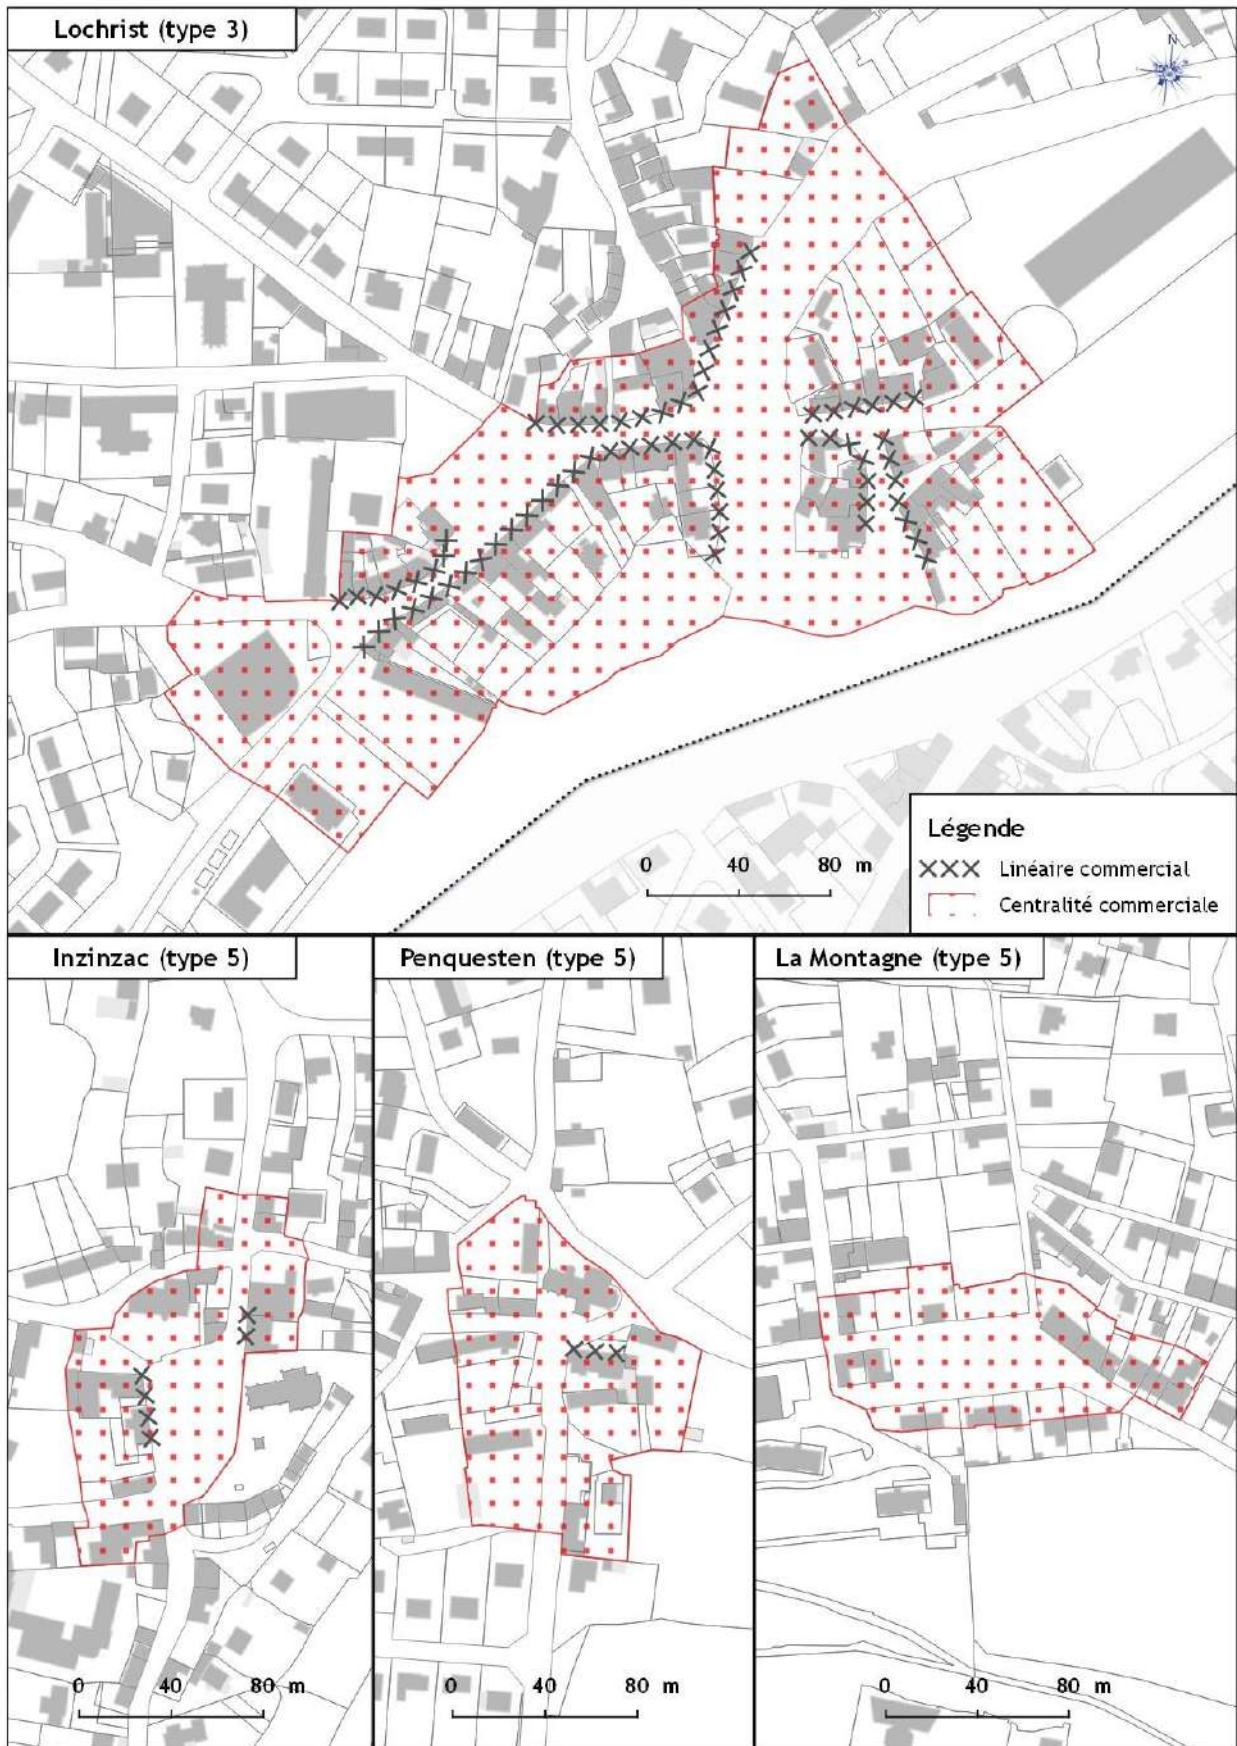 Lochrist (type 3)
N
Légende
0 40 80 m
Linéaire commercial
Centralité commerciale
Inzinzac (type 5)
Penquesten (type 5)
La Montagne (type 5)
0 40 80 m
0 40 80 m
0 40 80 m